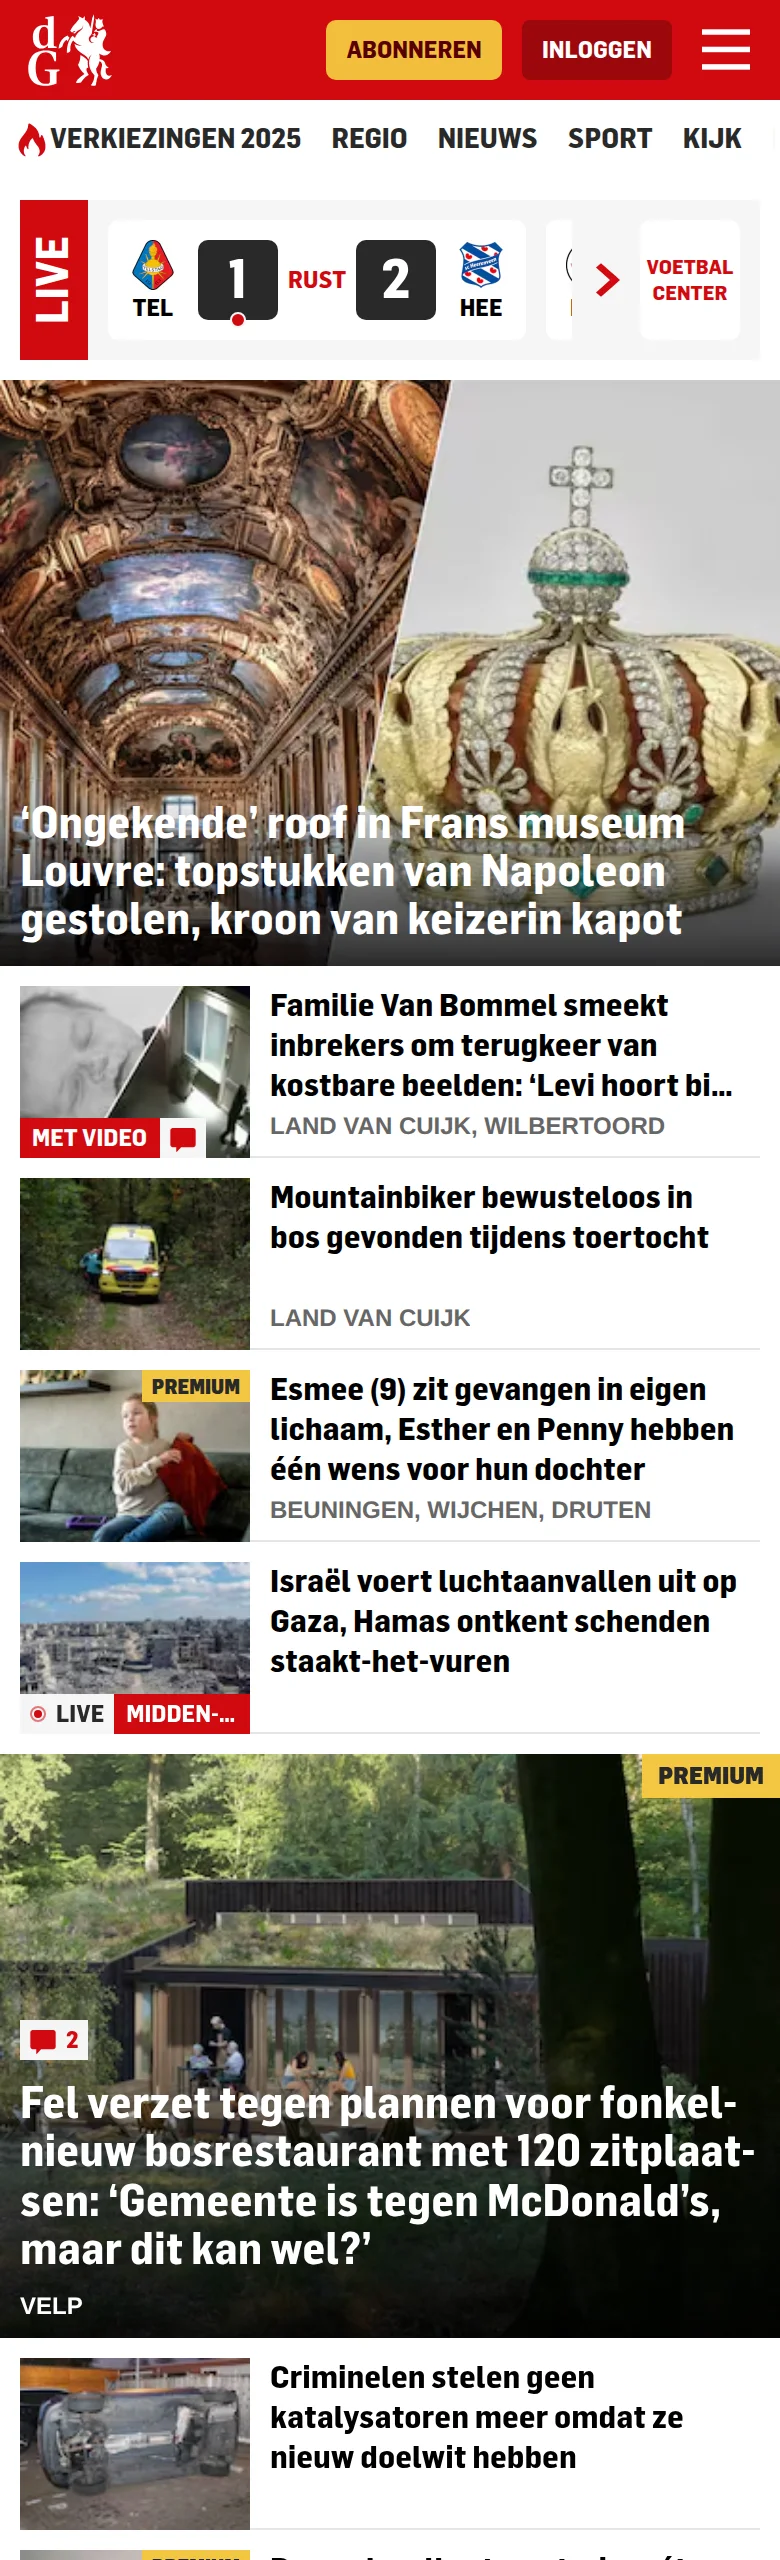 dG
ABONNEREN
INLOGGEN
VERKIEZINGEN 2025
REGIO
NIEUWS
SPORT
KIJK
LIVE
1
RUST
2
TEL
HEE
VOETBAL
CENTER
‘Ongekende’ roof in Frans museum
Louvre: topstukken van Napoleon
gestolen, kroon van keizerin kapot
Familie Van Bommel smeekt
inbrekers om terugkeer van
kostbare beelden: ‘Levi hoort bi...
MET VIDEO
LAND VAN CUIJK, WILBERTOORD
Mountainbiker bewusteloos in
bos gevonden tijdens toertocht
LAND VAN CUIJK
PREMIUM
Esmee (9) zit gevangen in eigen
lichaam, Esther en Penny hebben
één wens voor hun dochter
BEUNINGEN, WIJCHEN, DRUTEN
Israël voert luchtaanvallen uit op
Gaza, Hamas ontkent schenden
staakt-het-vuren
LIVE
MIDDEN-...
PREMIUM
2
Fel verzet tegen plannen voor fonkel-
nieuw bosrestaurant met 120 zitplaat-
sen: ‘Gemeente is tegen McDonald’s,
maar dit kan wel?’
VELP
Criminelen stelen geen
katalysatoren meer omdat ze
nieuw doelwit hebben